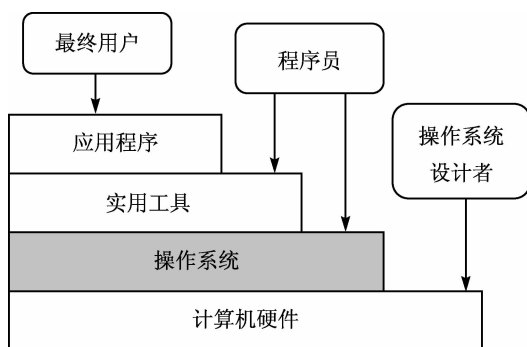 最终用户
程序员
应用程序
操作系统
设计者
实用工具
操作系统
计算机硬件